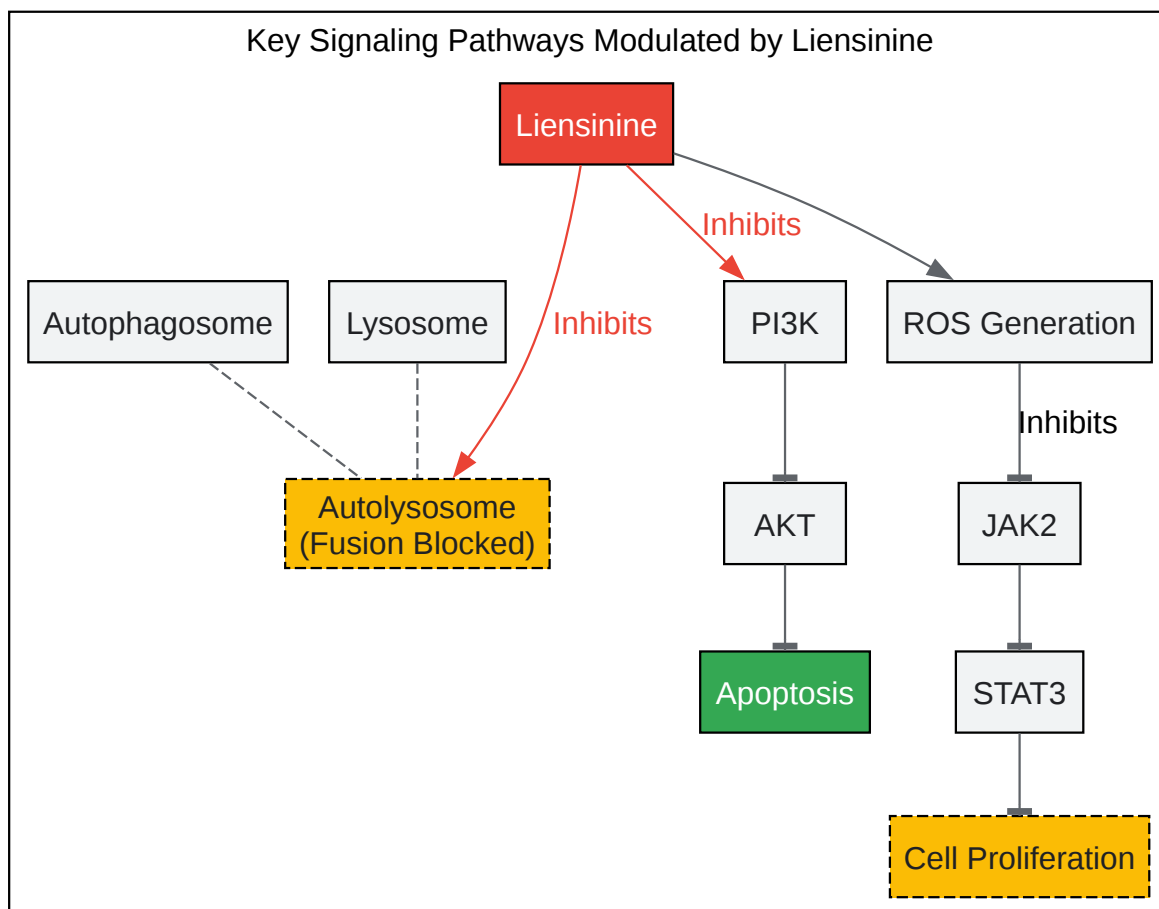 Key Signaling Pathways Modulated by Liensinine
Liensinine
Inhibits
Autophagosome
Lysosome
Inhibits
PI3K
ROS Generation
Inhibits
Autolysosome
(Fusion Blocked)
AKT
JAK2
Apoptosis
STAT3
Cell Proliferation